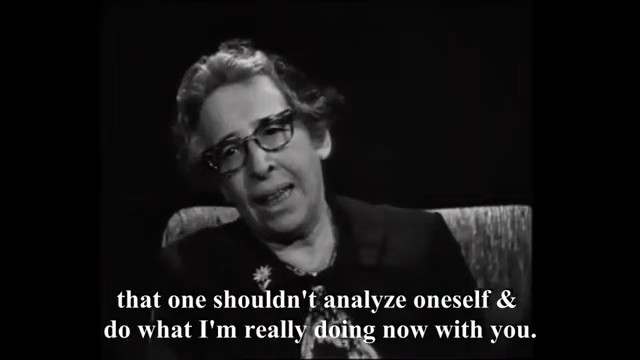 that one shouldn't analyze oneself &
do what I'm really doing now with you.